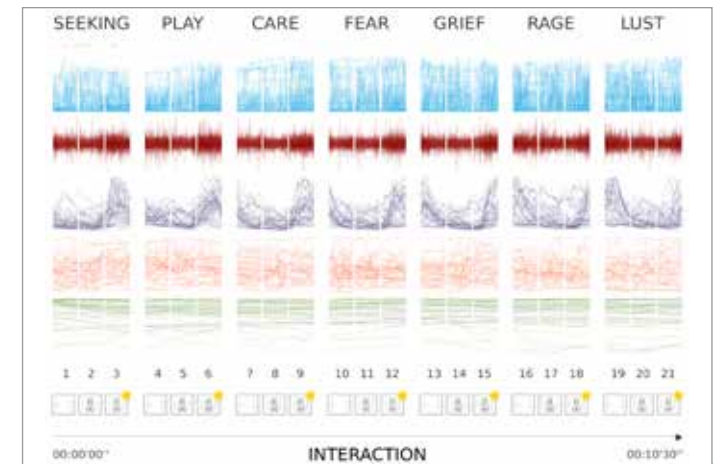 SEEKING PLAY CARE FEAR GRIEF RAGE LUST
1 2 3 4 5 6 7 8 9 10 11 12 13 14 15 16 17 18 19 20 21
00:00'00'' INTERACTION 00:10'30''